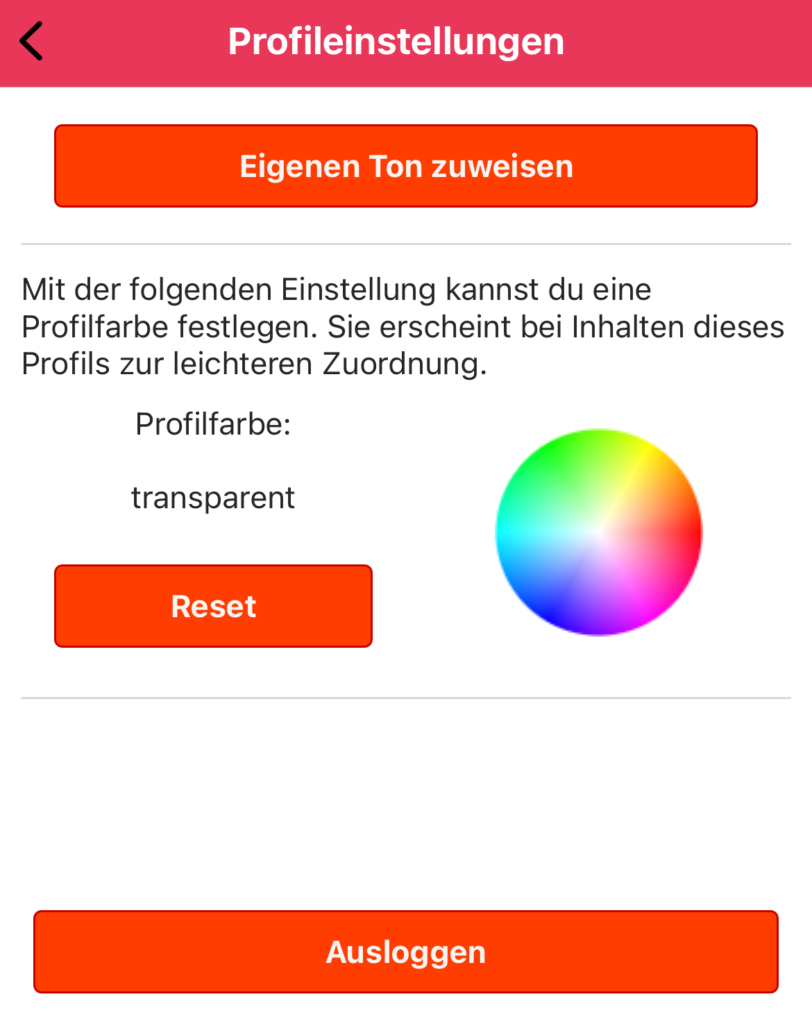 Profileinstellungen
Eigenen Ton zuweisen
Mit der folgenden Einstellung kannst du eine
Profilfarbe festlegen. Sie erscheint bei Inhalten dieses
Profils zur leichteren Zuordnung.
Profilfarbe:
transparent
Reset
Ausloggen